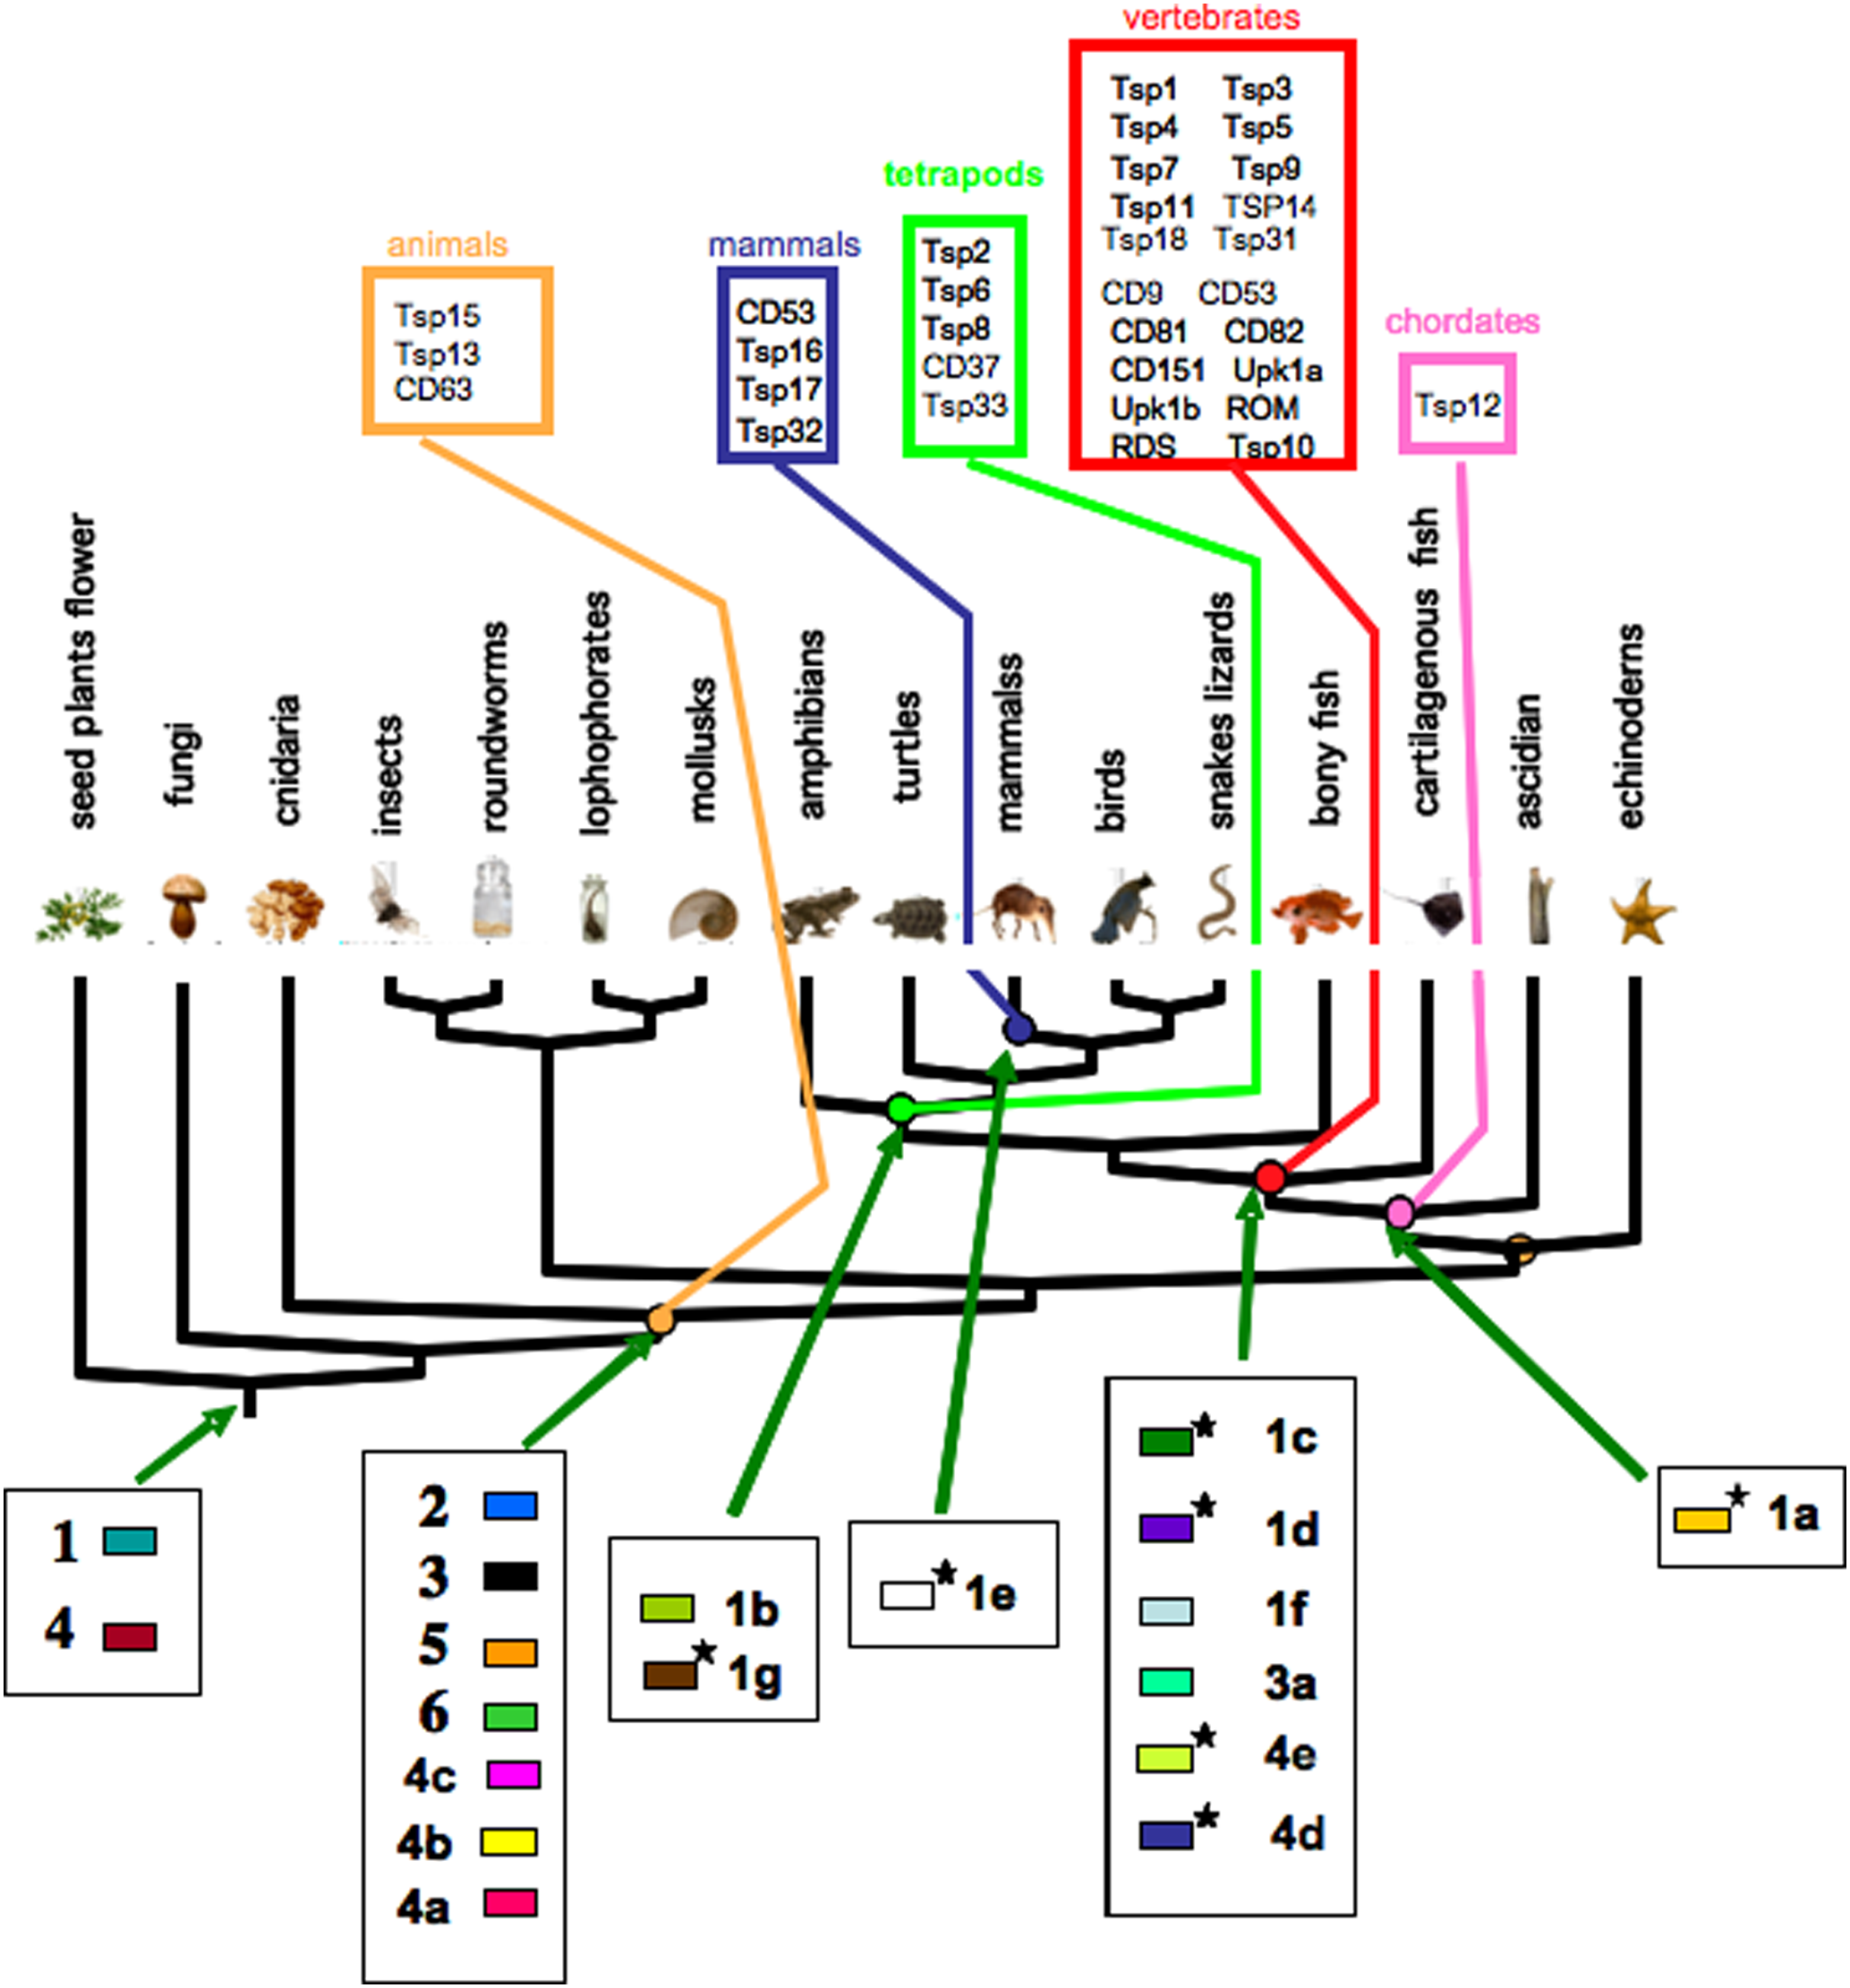 vertebrates
Tsp1 Tsp3
Tsp4 Tsp5
Tsp7 Tsp9
Tsp11 TSP14
Tsp18 Tsp31
CD9 CD53
CD81 CD82
CD151 Upk1a
Upk1b ROM
RDS Tsp10
tetrapods
Tsp2
Tsp6
Tsp8
CD37
Tsp33
animals
Tsp15
Tsp13
CD63
mammals
CD53
Tsp16
Tsp17
Tsp32
chordates
Tsp12
seed plants flower
fungi
cnidaria
insects
roundworms
lophophorates
mollusks
amphibians
turtles
mammalss
birds
snakes lizards
bony fish
cartilagenous fish
ascidian
echinoderns
1
4
2
3
5
6
4c
4b
4a
1b
★ 1g
★ 1e
★ 1c
★ 1d
1f
3a
★ 4e
★ 4d
★ 1a